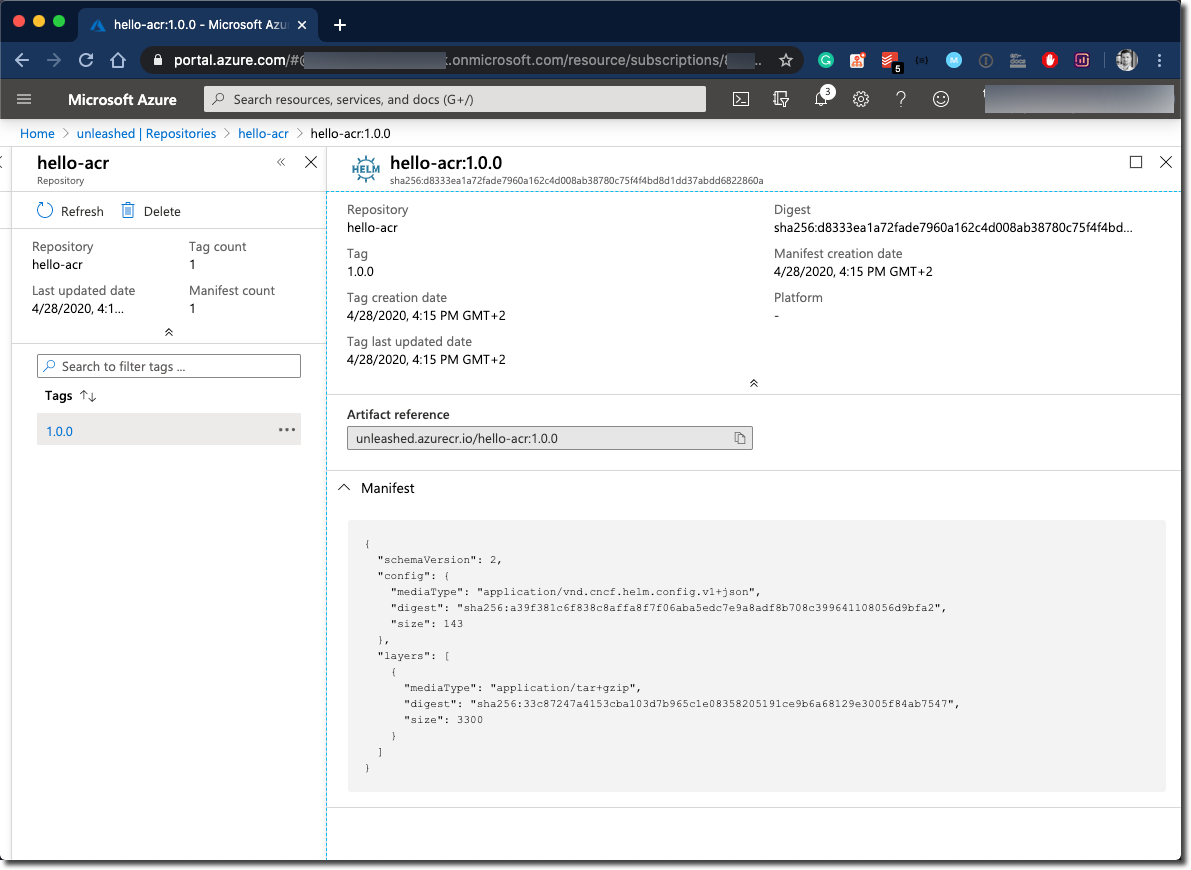 hello-acr:1.0.0 - Microsoft Azu
portal.azure.com/#@ .onmicrosoft.com/resource/subscriptions/8 ...
5
M
Microsoft Azure
Search resources, services, and docs (G+/)
3
Home > unleashed | Repositories > hello-acr > hello-acr:1.0.0
hello-acr
Repository
Refresh
Delete
Repository
hello-acr
Tag count
1
Last updated date
4/28/2020, 4:1...
Manifest count
1
Search to filter tags ...
Tags
1.0.0
HELM
hello-acr:1.0.0
sha256:d8333ea1a72fade7960a162c4d008ab38780c75f4f4bd8d1dd37abdd6822860a
Repository
hello-acr
Tag
1.0.0
Tag creation date
4/28/2020, 4:15 PM GMT+2
Tag last updated date
4/28/2020, 4:15 PM GMT+2
Digest
sha256:d8333ea1a72fade7960a162c4d008ab38780c75f4f4bd...
Manifest creation date
4/28/2020, 4:15 PM GMT+2
Platform
-
Artifact reference
unleashed.azurecr.io/hello-acr:1.0.0
Manifest
{
"schemaVersion": 2,
"config": {
"mediaType": "application/vnd.cncf.helm.config.v1+json",
"digest": "sha256:a39f381c6f838c8affa8f7f06aba5edc7e9a8adf8b708c399641108056d9bfa2",
"size": 143
},
"layers": [
{
"mediaType": "application/tar+gzip",
"digest": "sha256:33c87247a4153cba103d7b965c1e08358205191ce9b6a68129e3005f84ab7547",
"size": 3300
}
]
}